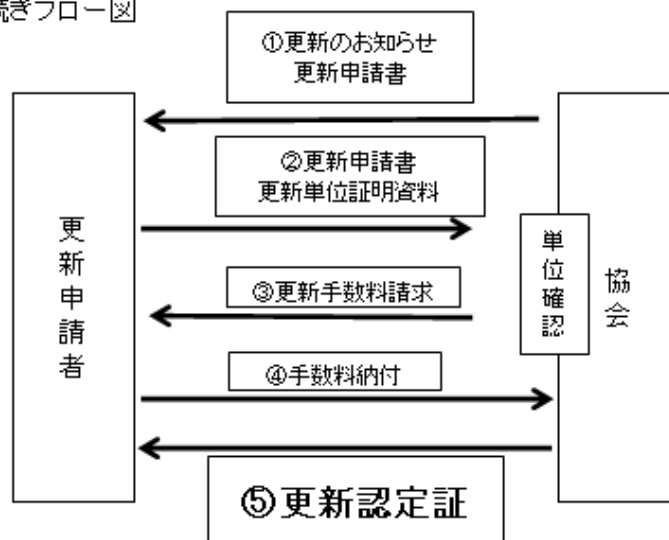 続きフロー図
①更新のお知らせ
更新申請書
②更新申請書
更新単位証明資料
更新申請者
単位確認
協会
③更新手数料請求
④手数料納付
⑤更新認定証